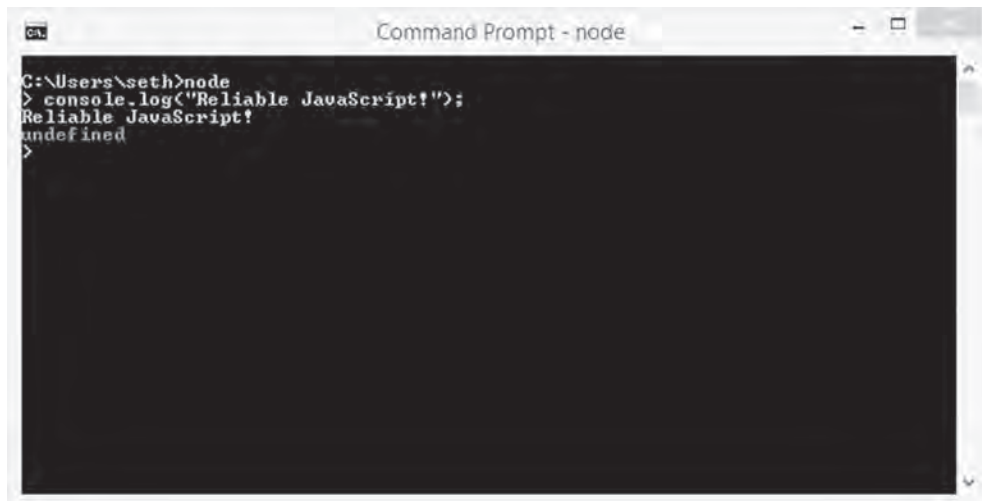 C:\.
Command Prompt - node
C:\Users\seth>node
> console.log("Reliable JavaScript!");
Reliable JavaScript!
undefined
>